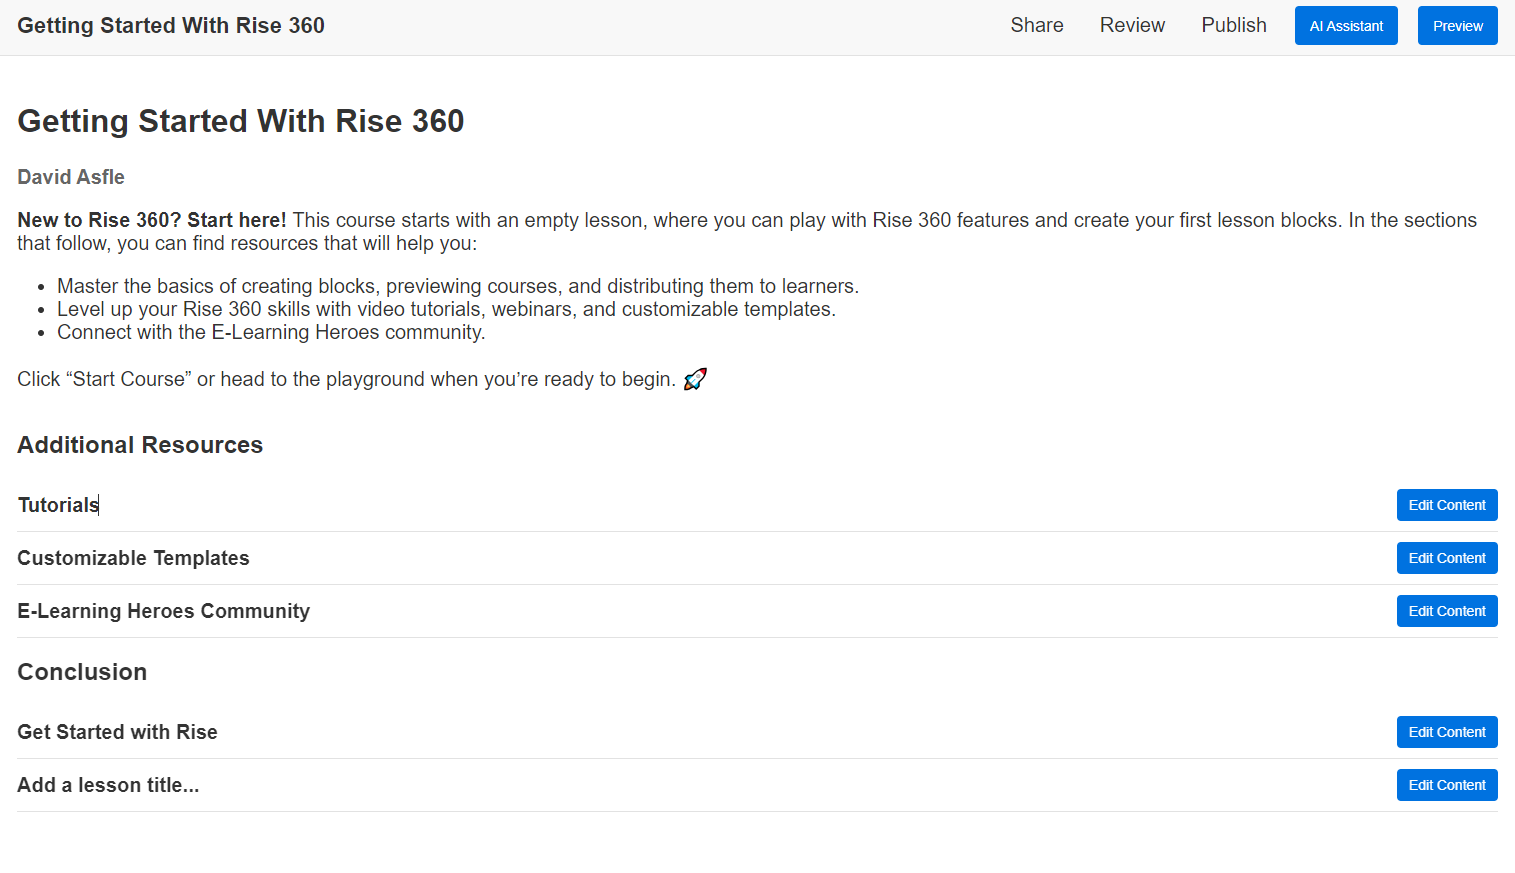 Getting Started With Rise 360
Share Review Publish AI Assistant Preview
Getting Started With Rise 360
David Asfle
New to Rise 360? Start here! This course starts with an empty lesson, where you can play with Rise 360 features and create your first lesson blocks. In the sections
that follow, you can find resources that will help you:
• Master the basics of creating blocks, previewing courses, and distributing them to learners.
• Level up your Rise 360 skills with video tutorials, webinars, and customizable templates.
• Connect with the E-Learning Heroes community.
Click “Start Course” or head to the playground when you’re ready to begin. 🚀
Additional Resources
Tutorials Edit Content
Customizable Templates Edit Content
E-Learning Heroes Community Edit Content
Conclusion
Get Started with Rise Edit Content
Add a lesson title... Edit Content